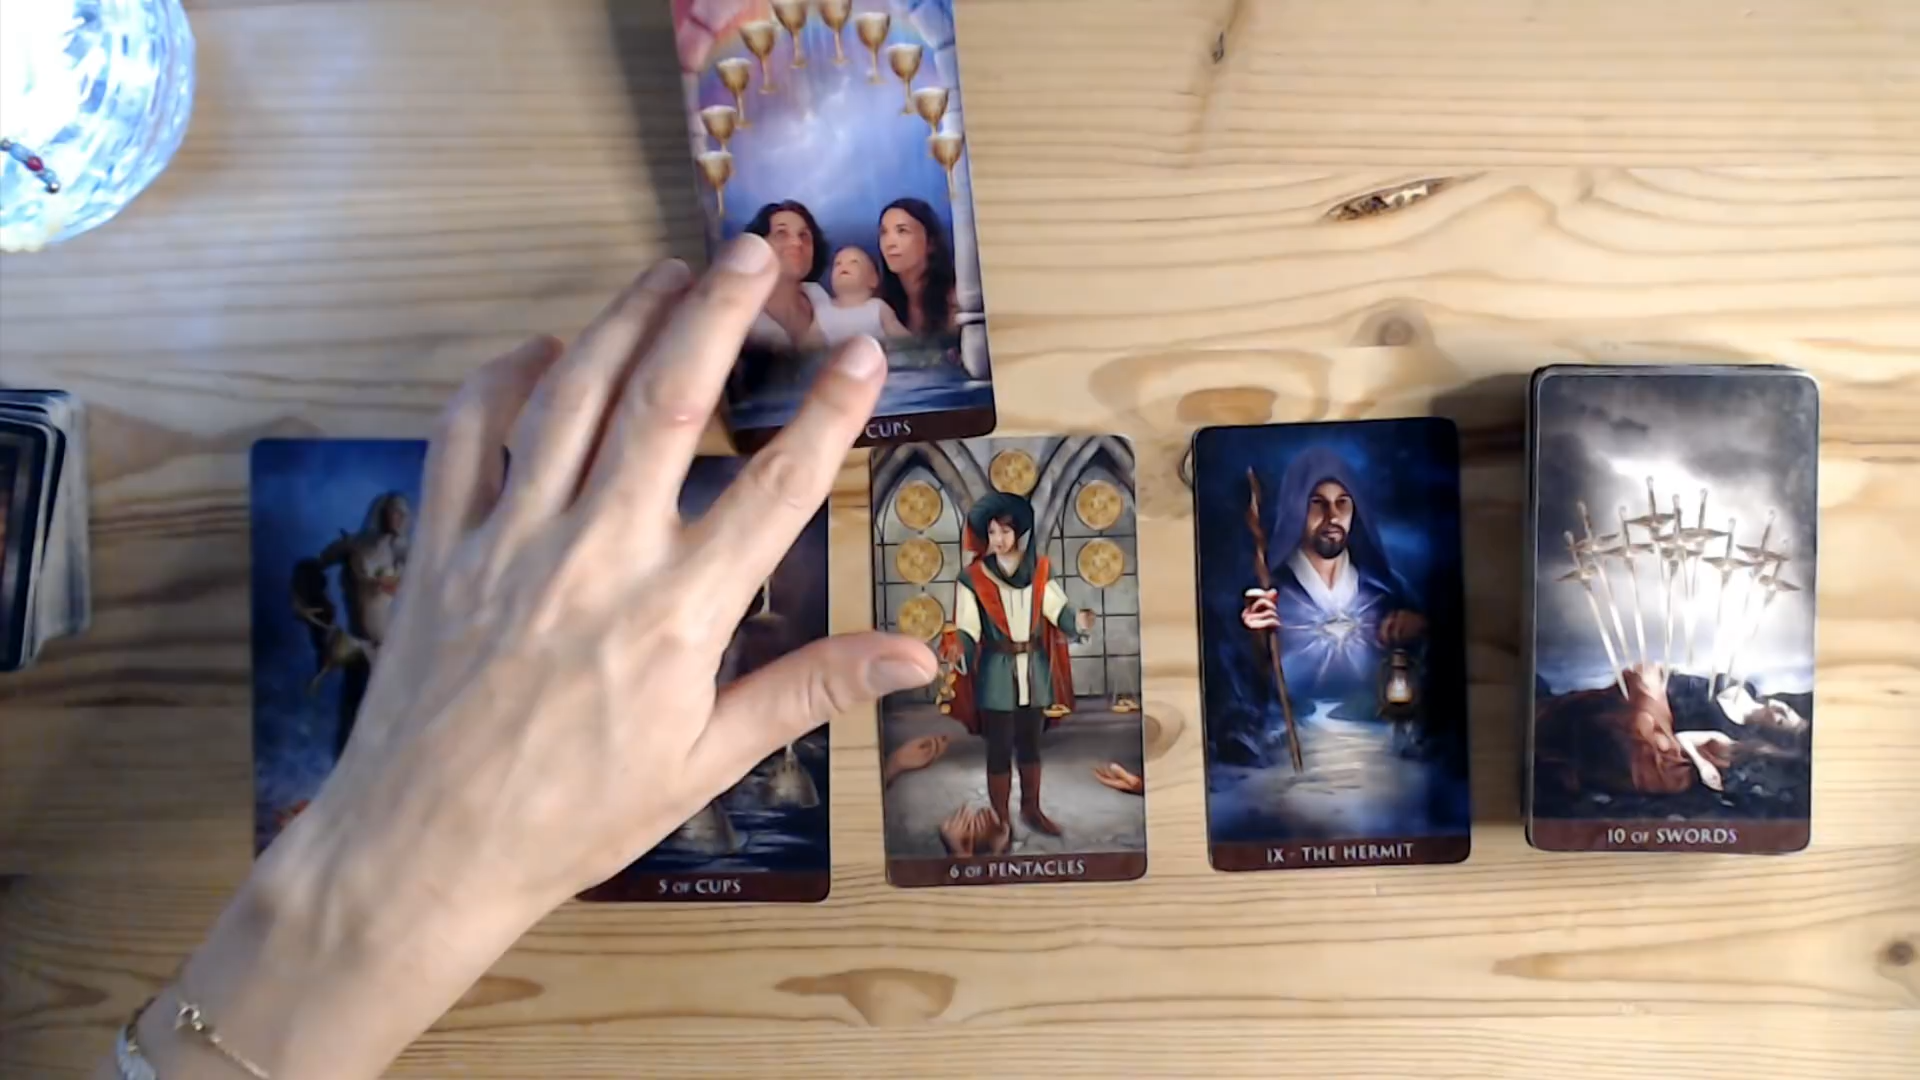 CUPS
5 OF CUPS
6 OF PENTACLES
IX - THE HERMIT
10 OF SWORDS